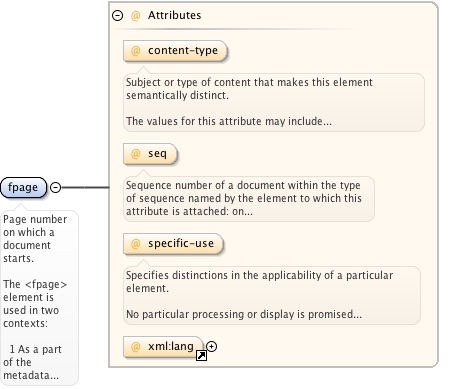 Attributes
@ content-type
Subject or type of content that makes this element
semantically distinct.
The values for this attribute may include...
@ seq
Sequence number of a document within the type
of sequence named by the element to which this
attribute is attached: on...
fpage
Page number
on which a
document
starts.
The <fpage>
element is
used in two
contexts:
1 As a part
of the
metadata...
@ specific-use
Specifies distinctions in the applicability of a particular
element.
No particular processing or display is promised...
@ xml:lang